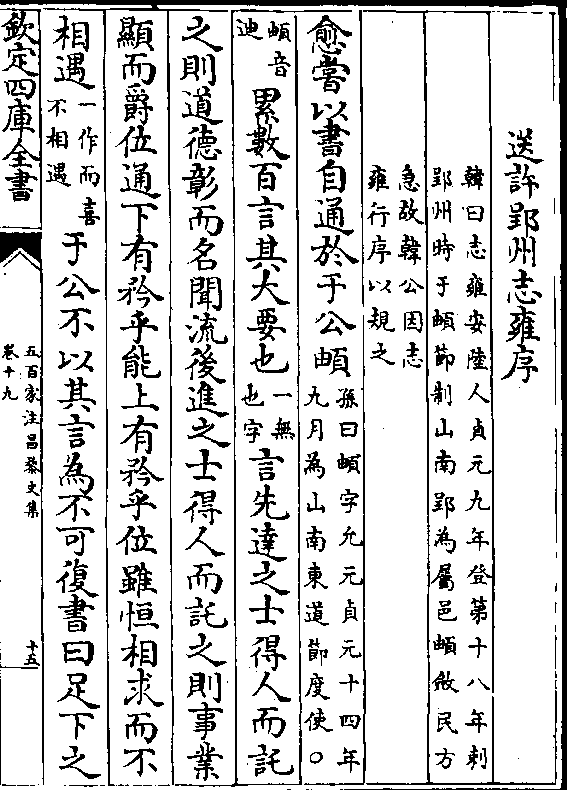 送許郢州志雍序
韓曰志雍安陸人貞元九年登第十八年刺
郢州時于頔節制山南郢為屬邑頔斂民方
急故韓公因志
雍行序以規之
愈嘗以書自通於于公頔孫曰頔字允元貞元十四年
九月為山南東道節度使○
頔音
迪累數百言其大要也一無
也字言先達之士得人而託
之則道德彰而名聞流後進之士得人而託之則事業
顯而爵位通下有矜乎能上有矜乎位雖恒相求而不
相遇一作而喜
不相遇于公不以其言為不可復書曰足下之
欽定四庫全書
五百家注昌黎文集
卷十九
十五